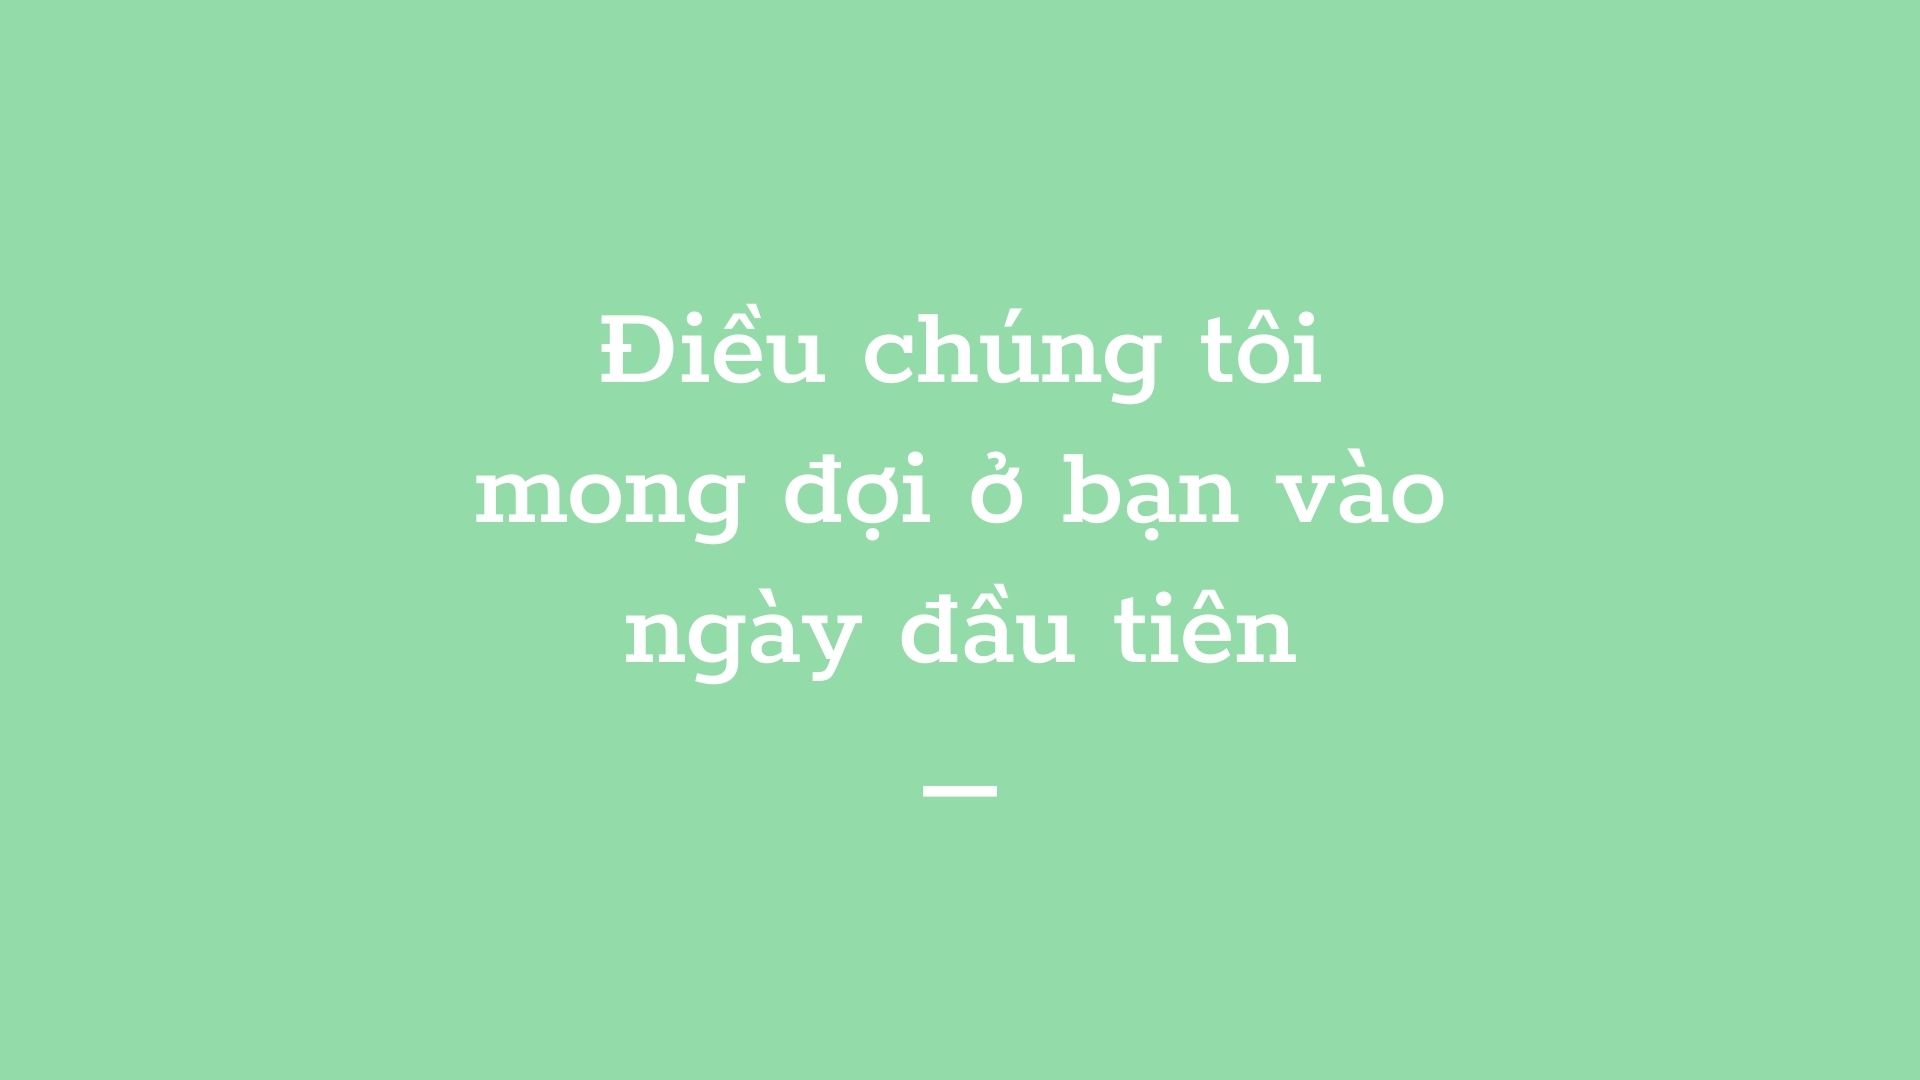 Điều chúng tôi
mong đợi ở bạn vào
ngày đầu tiên